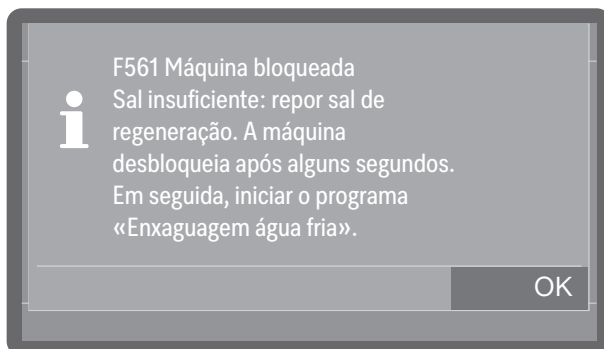 F561 Máquina bloqueada
Sal insuficiente: repor sal de
regeneração. A máquina
desbloqueia após alguns segundos.
Em seguida, iniciar o programa
«Enxaguagem água fria».
OK